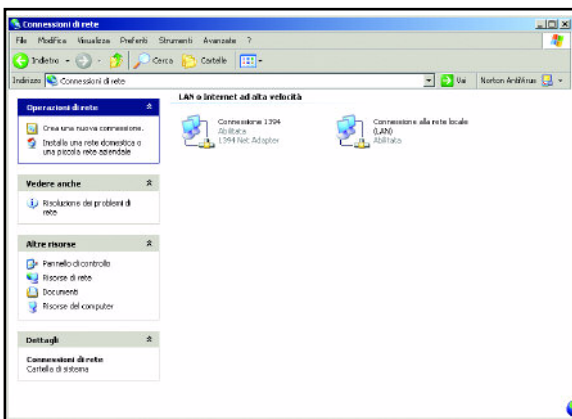 Connessioni di rete
File Modifica Visualizza Preferiti Strumenti Avanzate ?
Indietro Cerca Cartelle
Indirizzo Connessioni di rete Vai Norton AntiVirus
LAN o Internet ad alta velocità
Operazioni di rete
Crea una nuova connessione.
Installa una rete domestica o
una piccola rete aziendale
Connessione 1394
Abilitata
1394 Net Adapter
Connessione alla rete locale
(LAN)
Abilitata
Vedere anche
Risoluzione dei problemi di
rete
Altre risorse
Pannello di controllo
Risorse di rete
Documenti
Risorse del computer
Dettagli
Connessioni di rete
Cartella di sistema